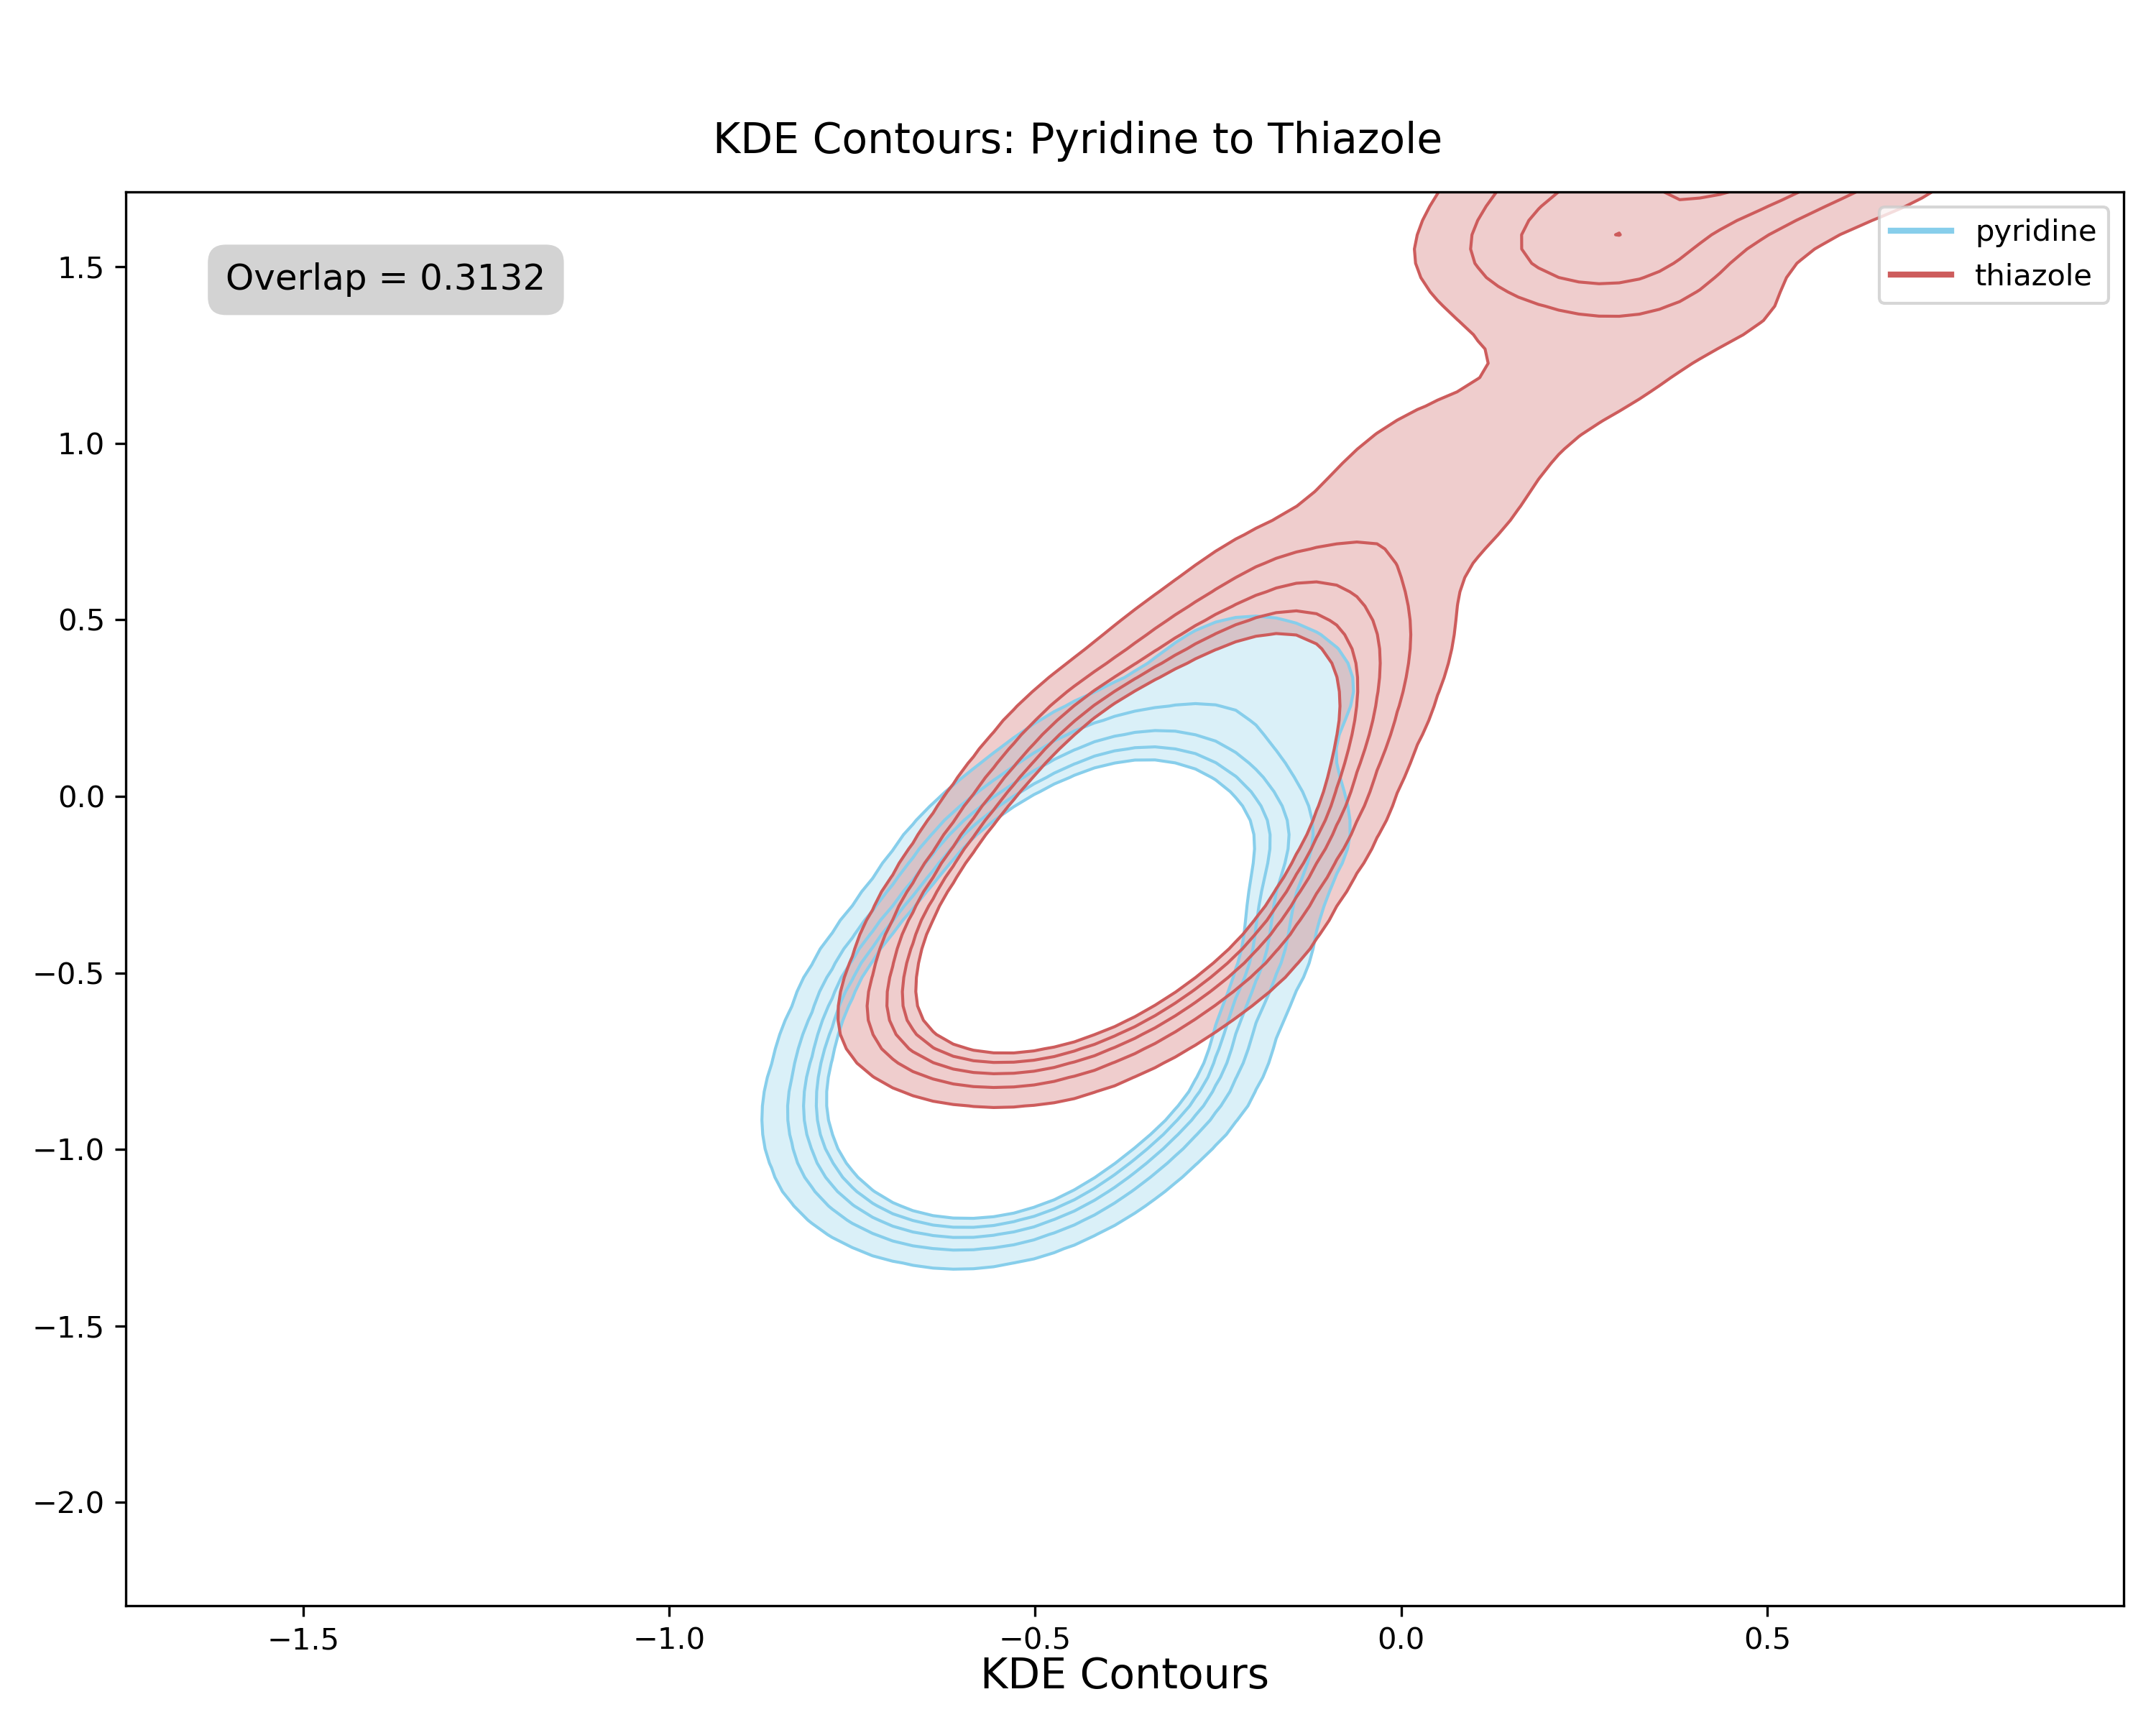 KDE Contours: Pyridine to Thiazole
Overlap = 0.3132
pyridine
thiazole
1.5
1.0
0.5
0.0
−0.5
−1.0
−1.5
−2.0
−1.5 −1.0 −0.5 0.0 0.5
KDE Contours